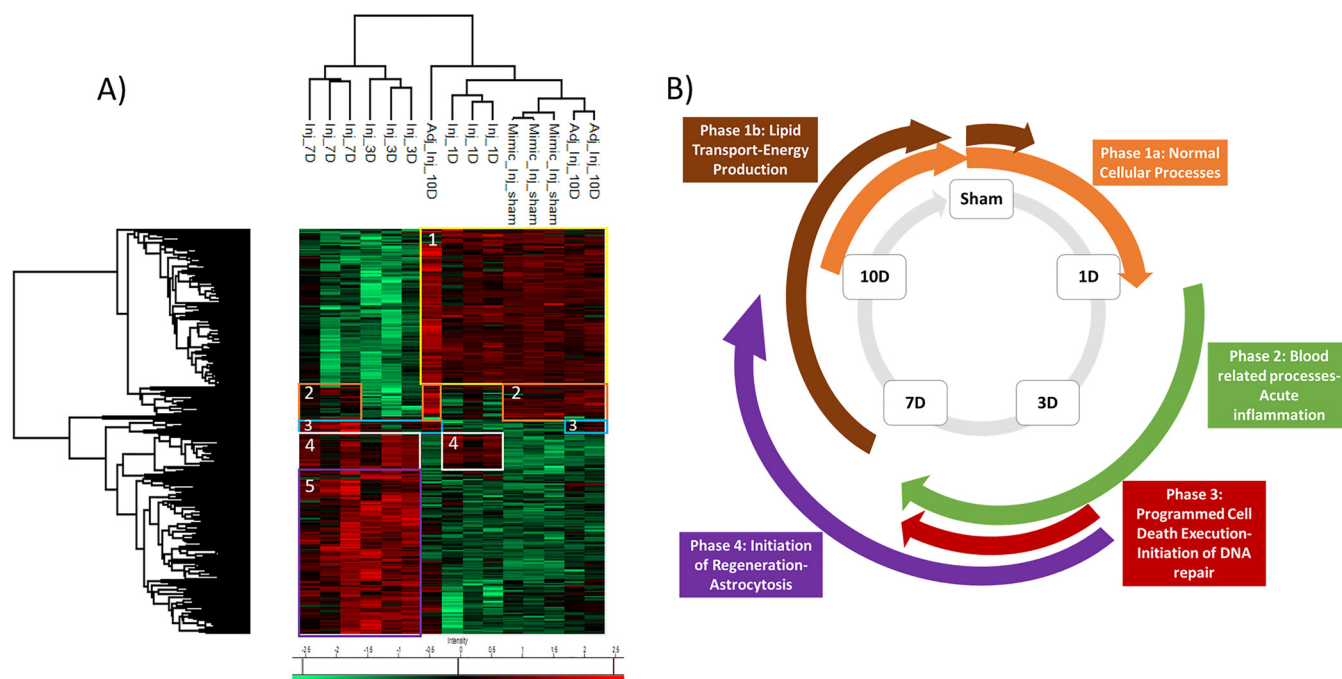 A)
Inj_7D
Inj_7D
Inj_7D
Inj_3D
Inj_3D
Inj_3D
Adj_Inj_10D
Inj_1D
Inj_1D
Inj_1D
Mimic_Inj_sham
Mimic_Inj_sham
Mimic_Inj_sham
Adj_Inj_10D
Adj_Inj_10D
1
2
2
3
3
4
4
5
Intensity
-2.5 -2 -1.5 -1 -0.5 0 0.5 1 1.5 2 2.5
B)
Phase 1b: Lipid
Transport-Energy
Production
Phase 1a: Normal
Cellular Processes
Sham
10D
1D
7D
3D
Phase 2: Blood
related processes-
Acute
inflammation
Phase 3:
Programmed Cell
Death Execution-
Initiation of DNA
repair
Phase 4: Initiation
of Regeneration-
Astrocytosis